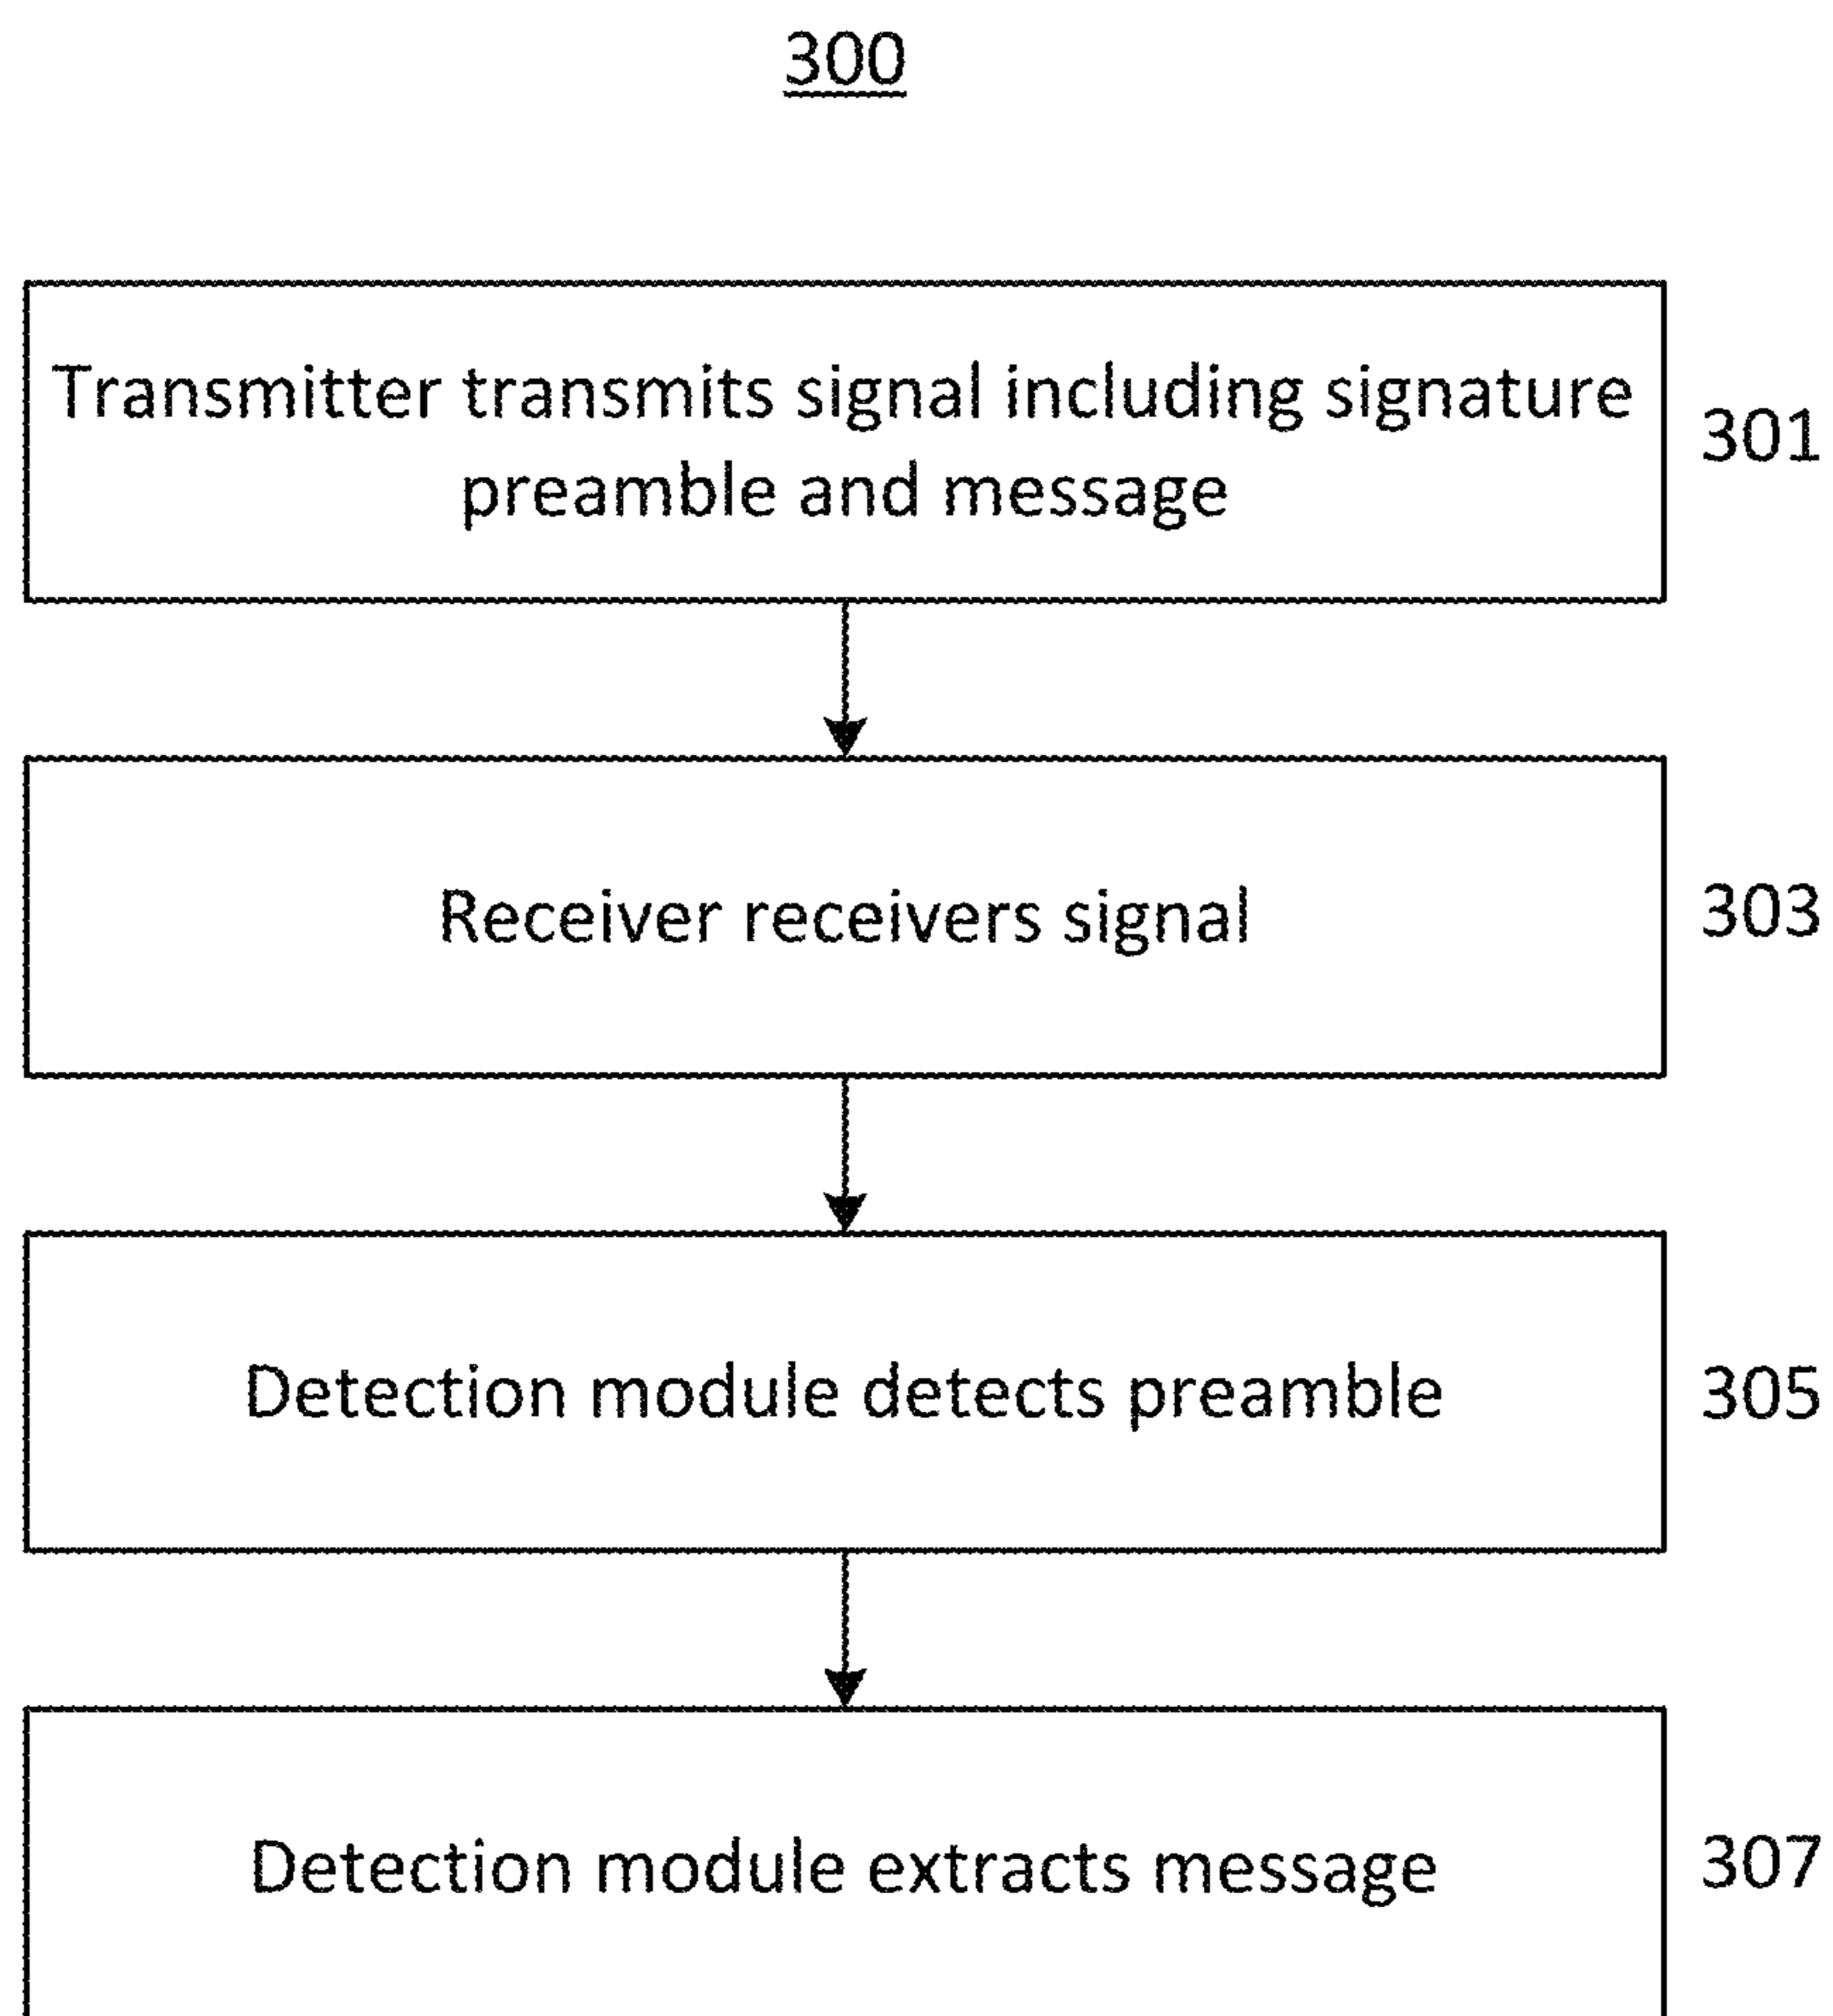 300
Transmitter transmits signal including signature
preamble and message
301
Receiver receivers signal
303
Detection module detects preamble
305
Detection module extracts message
307